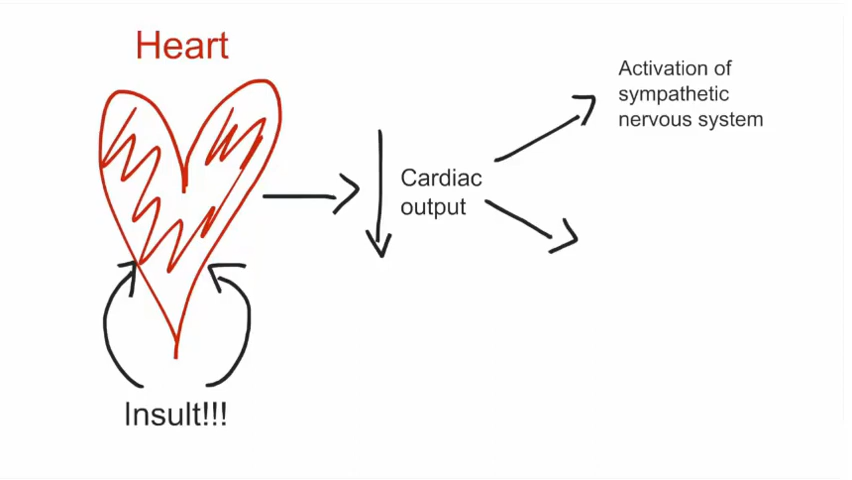 Heart
Activation of
sympathetic
nervous system
Cardiac
output
Insult!!!